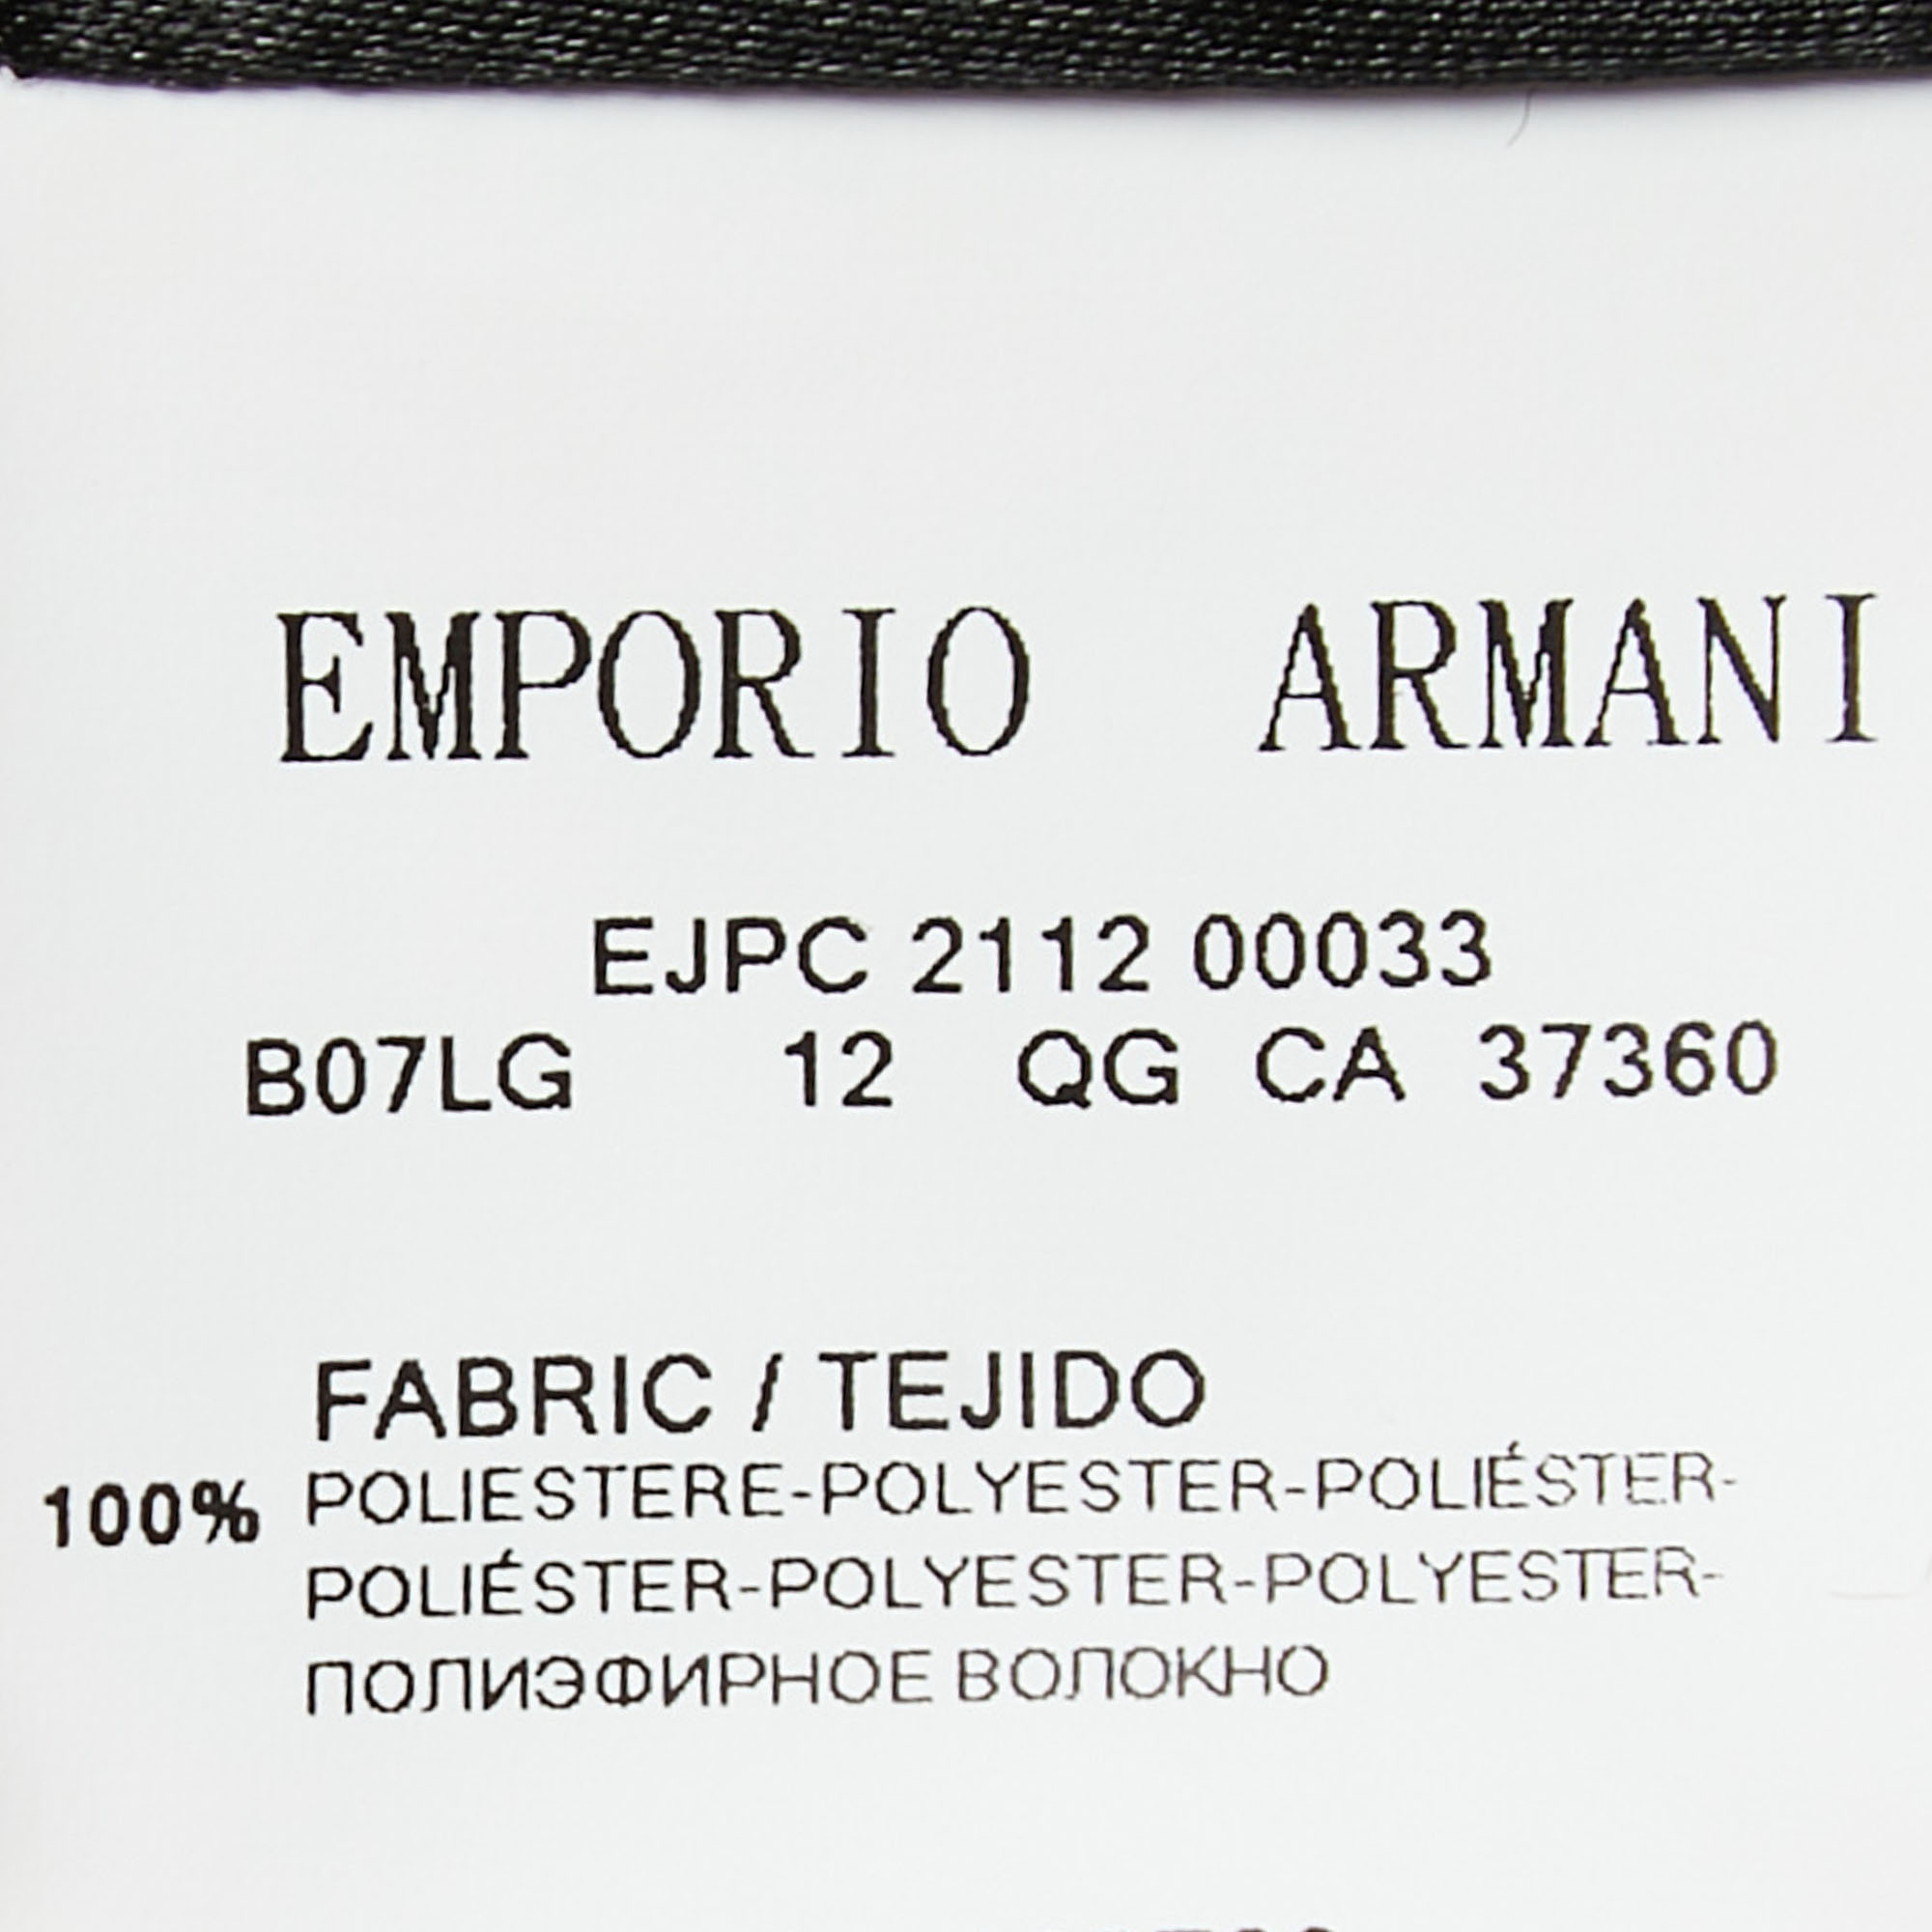 EMPORIO ARMANI
EJPC 2112 00033
B07LG 12 QG CA 37360
FABRIC / TEJIDO
100% POLIESTERE-POLYESTER-POLIÉSTER-
POLIÉSTER-POLYESTER-POLYESTER-
ПОЛИЭФИРНОЕ ВОЛОКНО